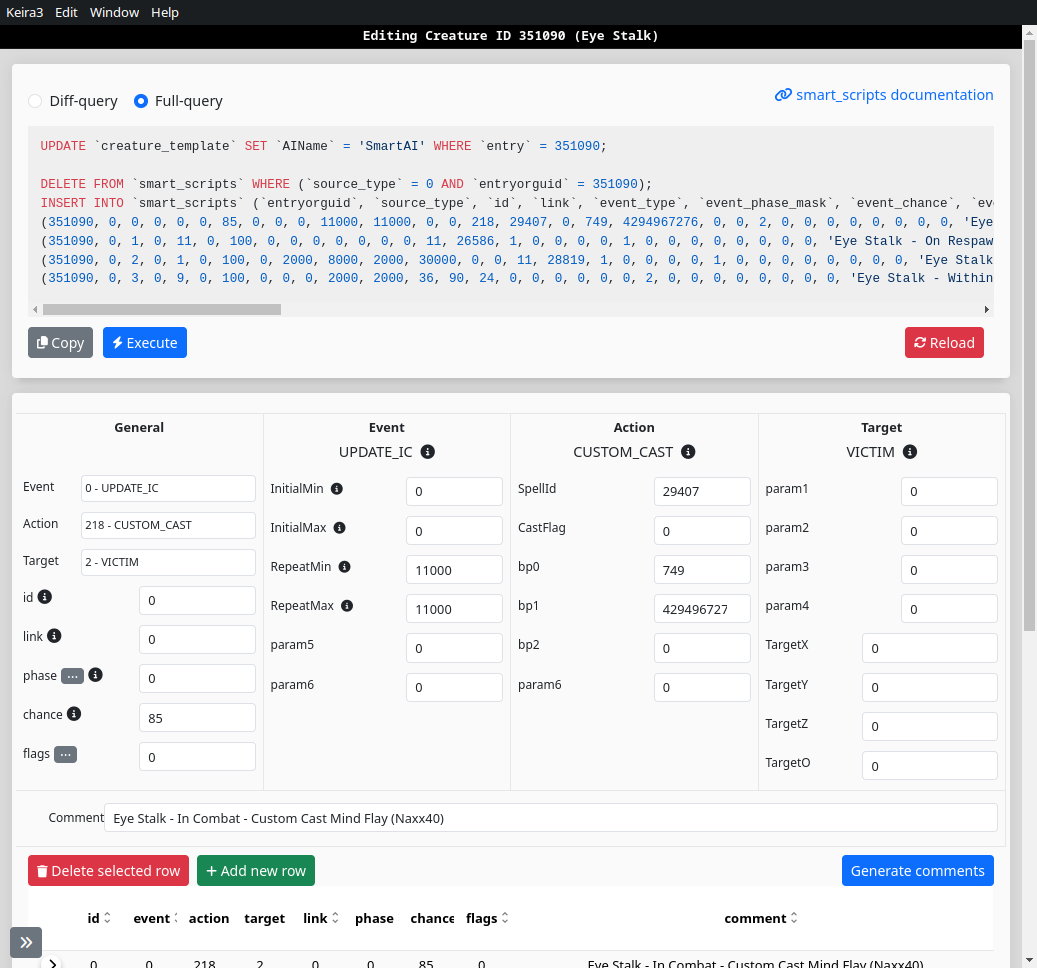 Keira3 Edit Window Help
Editing Creature ID 351090 (Eye Stalk)
Diff-query Full-query smart_scripts documentation
UPDATE `creature_template` SET `AIName` = 'SmartAI' WHERE `entry` = 351090;
DELETE FROM `smart_scripts` WHERE (`source_type` = 0 AND `entryorguid` = 351090);
INSERT INTO `smart_scripts` (`entryorguid`, `source_type`, `id`, `link`, `event_type`, `event_phase_mask`, `event_chance`, `ev
(351090, 0, 0, 0, 0, 0, 85, 0, 0, 0, 11000, 11000, 0, 0, 218, 29407, 0, 749, 4294967276, 0, 0, 2, 0, 0, 0, 0, 0, 0, 0, 0, 'Eye
(351090, 0, 1, 0, 11, 0, 100, 0, 0, 0, 0, 0, 0, 0, 11, 26586, 1, 0, 0, 0, 0, 1, 0, 0, 0, 0, 0, 0, 0, 0, 'Eye Stalk - On Respaw
(351090, 0, 2, 0, 1, 0, 100, 0, 2000, 8000, 2000, 30000, 0, 0, 11, 28819, 1, 0, 0, 0, 0, 1, 0, 0, 0, 0, 0, 0, 0, 0, 'Eye Stalk
(351090, 0, 3, 0, 9, 0, 100, 0, 0, 0, 2000, 2000, 36, 90, 24, 0, 0, 0, 0, 0, 0, 2, 0, 0, 0, 0, 0, 0, 0, 0, 'Eye Stalk - Within
Copy Execute Reload
General Event Action Target
UPDATE_IC CUSTOM_CAST VICTIM
Event 0 - UPDATE_IC InitialMin 0 SpellId 29407 param1 0
Action 218 - CUSTOM_CAST InitialMax 0 CastFlag 0 param2 0
Target 2 - VICTIM RepeatMin 11000 bp0 749 param3 0
id 0 RepeatMax 11000 bp1 429496727 param4 0
link 0 param5 0 bp2 0 TargetX 0
phase ... 0 param6 0 param6 0 TargetY 0
chance 85 TargetZ 0
flags ... 0 TargetO 0
Comment Eye Stalk - In Combat - Custom Cast Mind Flay (Naxx40)
Delete selected row Add new row Generate comments
id event action target link phase chance flags comment
0 0 218 2 0 0 85 0 Eye Stalk - In Combat - Custom Cast Mind Flay (Naxx40)